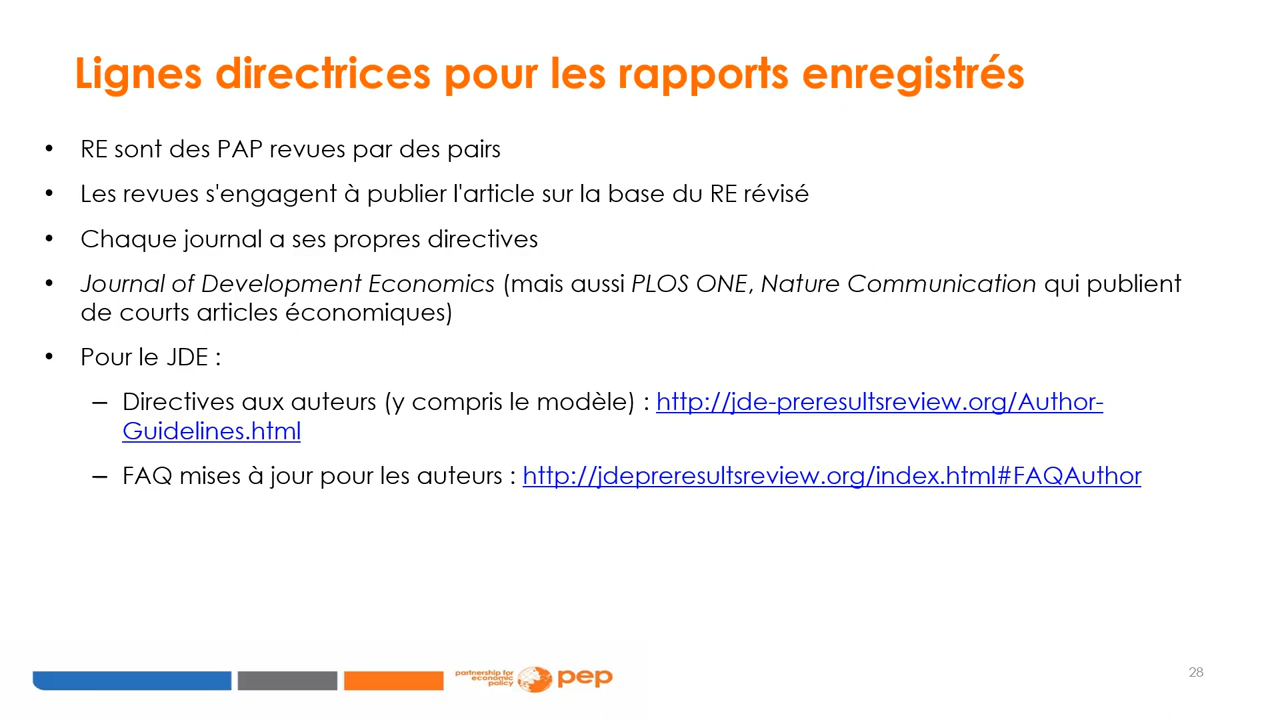 Lignes directrices pour les rapports enregistrés
• RE sont des PAP revues par des pairs
• Les revues s'engagent à publier l'article sur la base du RE révisé
• Chaque journal a ses propres directives
• Journal of Development Economics (mais aussi PLOS ONE, Nature Communication qui publient
de courts articles économiques)
• Pour le JDE :
– Directives aux auteurs (y compris le modèle) : http://jde-preresultsreview.org/Author-
Guidelines.html
– FAQ mises à jour pour les auteurs : http://jdepreresultsreview.org/index.html#FAQAuthor
partnership for
economic
policy
pep
28